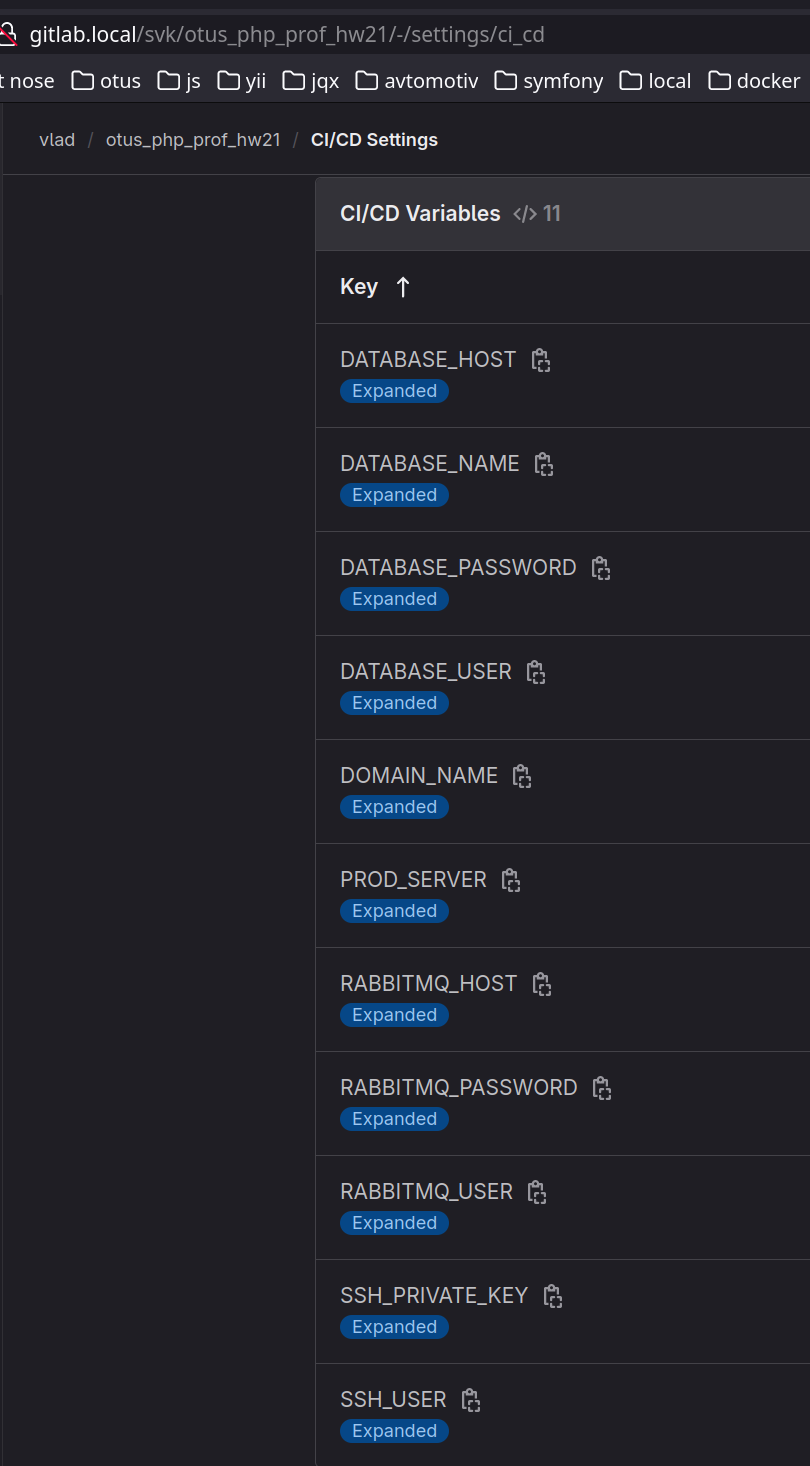 gitlab.local/svk/otus_php_prof_hw21/-/settings/ci_cd
t nose otus js yii jqx avtomotiv symfony local docker
vlad / otus_php_prof_hw21 / CI/CD Settings
CI/CD Variables </> 11
Key ↑
DATABASE_HOST
Expanded
DATABASE_NAME
Expanded
DATABASE_PASSWORD
Expanded
DATABASE_USER
Expanded
DOMAIN_NAME
Expanded
PROD_SERVER
Expanded
RABBITMQ_HOST
Expanded
RABBITMQ_PASSWORD
Expanded
RABBITMQ_USER
Expanded
SSH_PRIVATE_KEY
Expanded
SSH_USER
Expanded